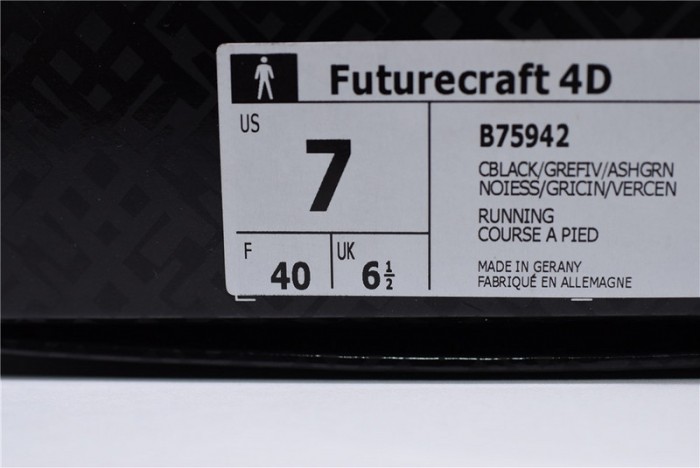 Futurecraft 4D
US
7
F 40
UK 6½
B75942
CBLACK/GREFIV/ASHGRN
NOIESS/GRICIN/VERCEN
RUNNING
COURSE A PIED
MADE IN GERANY
FABRIQUÉ EN ALLEMAGNE